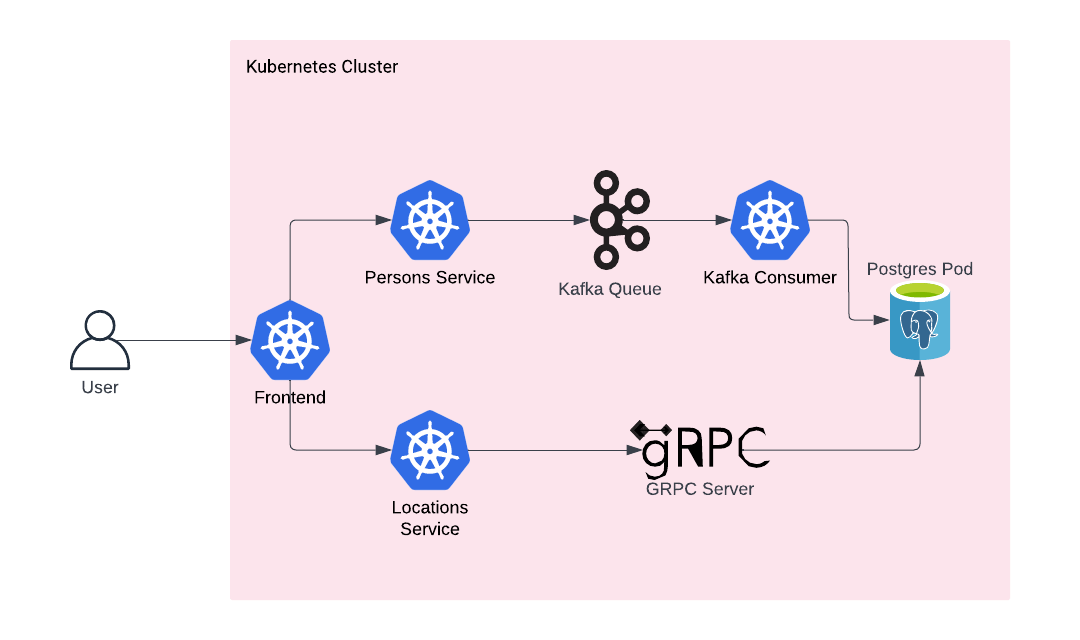 Kubernetes Cluster
Persons Service
Kafka Queue
Kafka Consumer
Postgres Pod
User
Frontend
gRPC
GRPC Server
Locations
Service